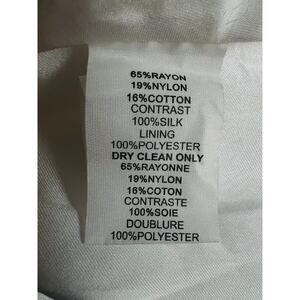 65%RAYON
19%NYLON
16%COTTON
CONTRAST
100%SILK
LINING
100%POLYESTER
DRY CLEAN ONLY
65%RAYONNE
19%NYLON
16%COTON
CONTRASTE
100%SOIE
DOUBLURE
100%POLYESTER